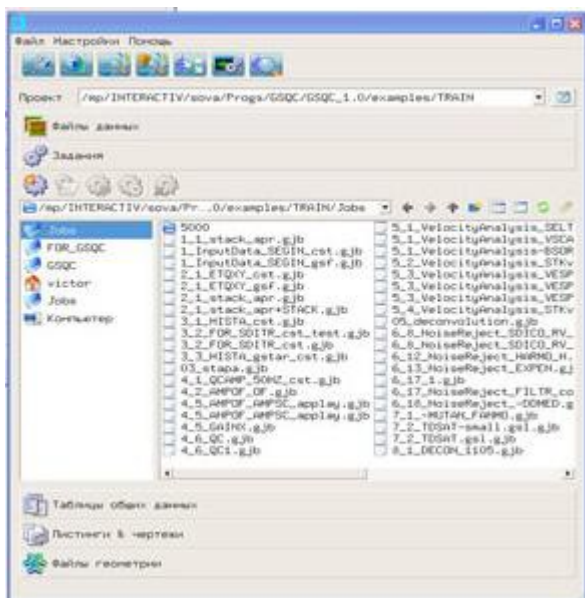 Файл Настройки Помощь
Проект /mp/INTERACTIV/sova/Progs/GSQC/GSQC_1.0/examples/TRAIN
Файлы данных
Задания
/mp/INTERACTIV/sova/Pr...0/examples/TRAIN/Jobs
Jobs
FOR_GSQC
GSQC
victor
Jobs
Компьютер
5000
1_1_stack_apr.gjb
1_InputData_SEGIN_cst.gjb
1_InputData_SEGIN_gsf.gjb
2_1_ETQXY_cst.gjb
2_1_ETQXY_gsf.gjb
2_1_stack_apr.gjb
2_1_stack_apr+STACK.gjb
3_1_HISTA_cst.gjb
3_2_FOR_SDITR_cst_test.gjb
3_2_FOR_SDITR_cst.gjb
3_3_HISTA_gstar_cst.gjb
03_stapa.gjb
4_1_QCAMP_50HZ_cst.gjb
4_2_AMPOF_OF.gjb
4_5_AMPOF_AMPSC_applay.gjb
4_5_AMPOF_AMPSC_applay.gjb
4_5_GAINX.gjb
4_6_QC.gjb
4_6_QC1.gjb
5_1_VelocityAnalysis_SELT
5_1_VelocityAnalysis_VSCA
5_1_VelocityAnalysis-BSOR
5_2_VelocityAnalysis_STKv
5_3_VelocityAnalysis_VESP
5_3_VelocityAnalysis_VESP
5_3_VelocityAnalysis_VESP
5_4_VelocityAnalysis_STKv
05_deconvolution.gjb
6_8_NoiseReject_SDICO_RV_
6_8_NoiseReject_SDICO_RV_
6_12_NoiseReject_HARMO_H.
6_13_NoiseReject_EXPEN.gj
6_17_1.gjb
6_17_NoiseReject_FILTR_co
6_18_NoiseReject_-DDMED.g
7_1_-MUTAN_FANMO.gjb
7_2_TDSAT-small.gsl.gjb
7_2_TDSAT.gsl.gjb
8_1_DECON_1105.gjb
Таблицы общих данных
Листинги & чертежи
Файлы геометрии